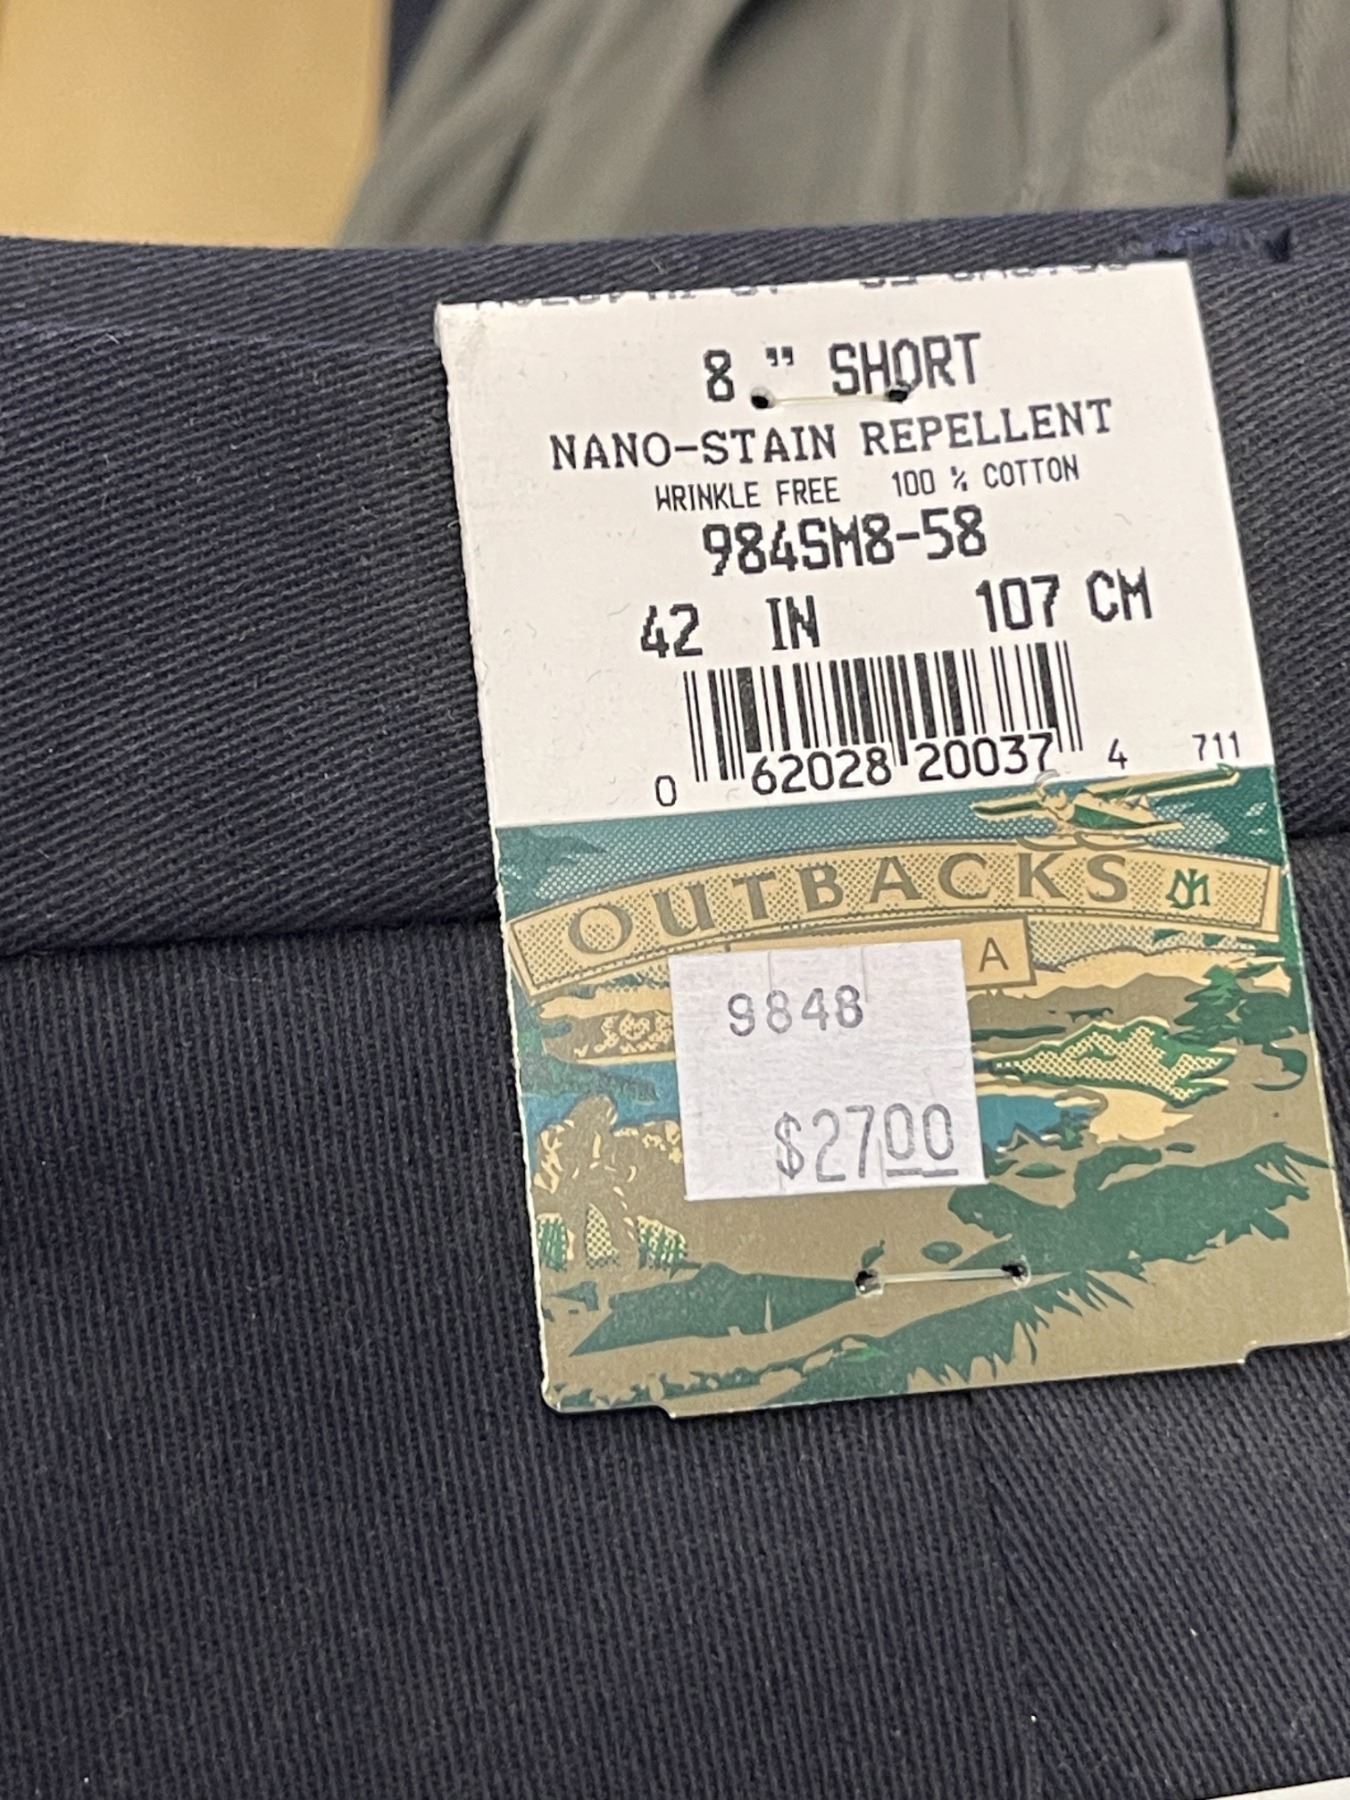 8." SHORT
NANO-STAIN REPELLENT
WRINKLE FREE 100 % COTTON
984SM8-58
42 IN 107 CM
0 62028 20037 4 711
OUTBACKS
A
9848
$2700